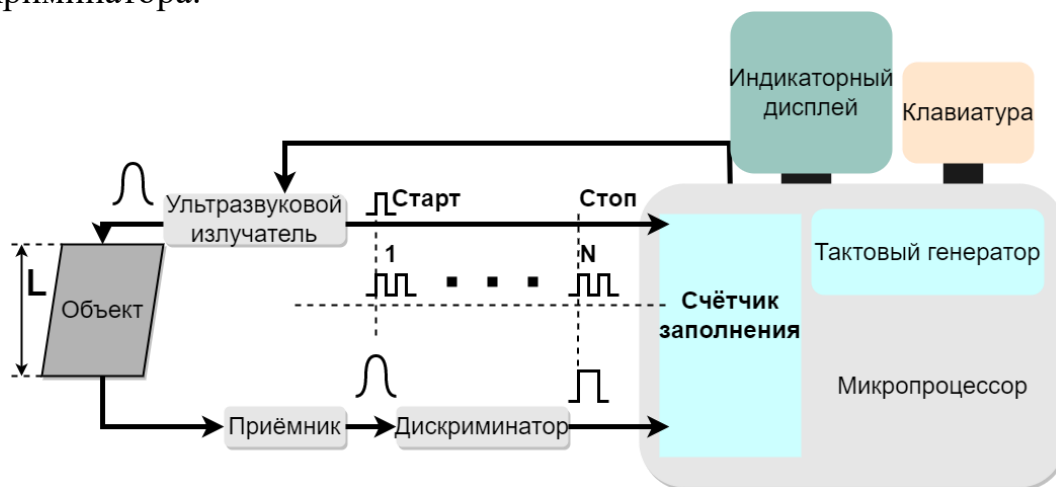 Индикаторный
дисплей
Клавиатура
Ультразвуковой
излучатель
Старт
Стоп
Тактовый генератор
1
N
L
Объект
Счётчик
заполнения
Микропроцессор
Приёмник
Дискриминатор